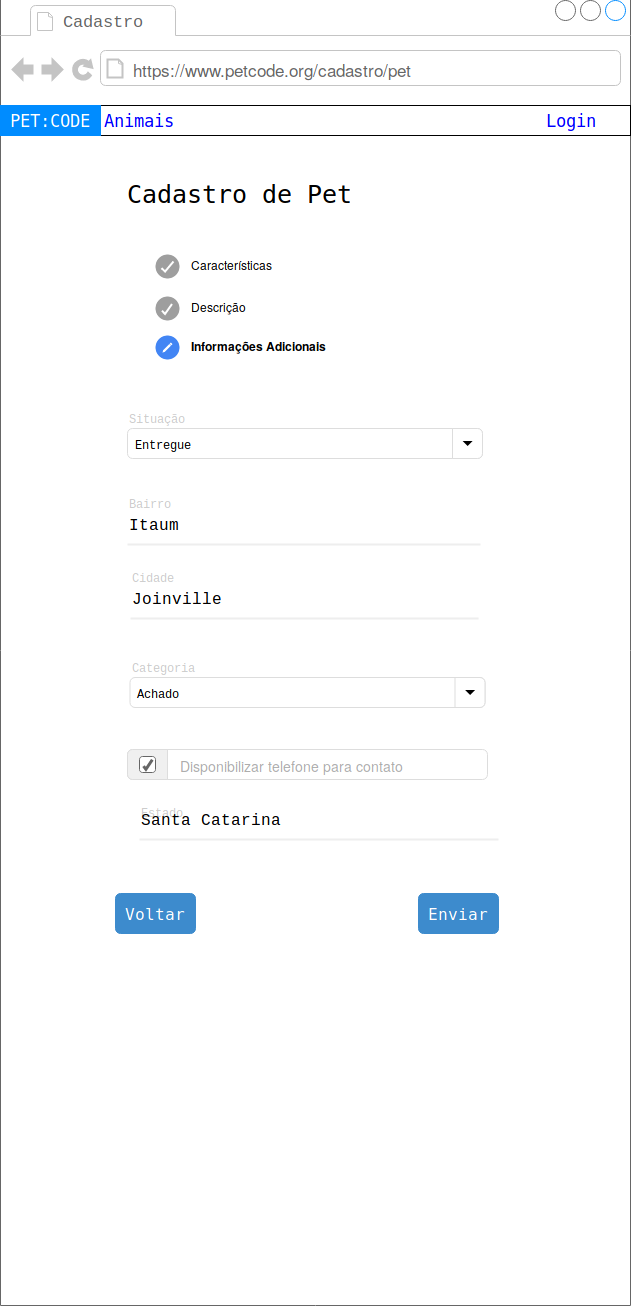 Cadastro
https://www.petcode.org/cadastro/pet
PET:CODE Animais Login
Cadastro de Pet
Características
Descrição
Informações Adicionais
Situação
Entregue
Bairro
Itaum
Cidade
Joinville
Categoria
Achado
Disponibilizar telefone para contato
Estado
Santa Catarina
Voltar Enviar